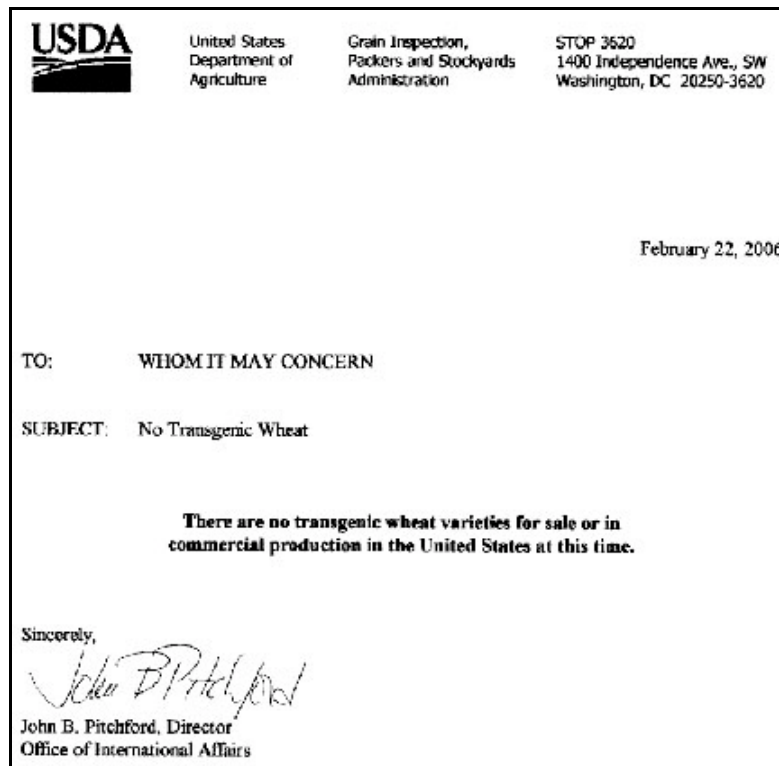 USDA
United States
Department of
Agriculture
Grain Inspection,
Packers and Stockyards
Administration
STOP 3620
1400 Independence Ave., SW
Washington, DC 20250-3620
February 22, 2006
TO: WHOM IT MAY CONCERN
SUBJECT: No Transgenic Wheat
There are no transgenic wheat varieties for sale or in
commercial production in the United States at this time.
Sincerely,
John B Pitchford
John B. Pitchford, Director
Office of International Affairs